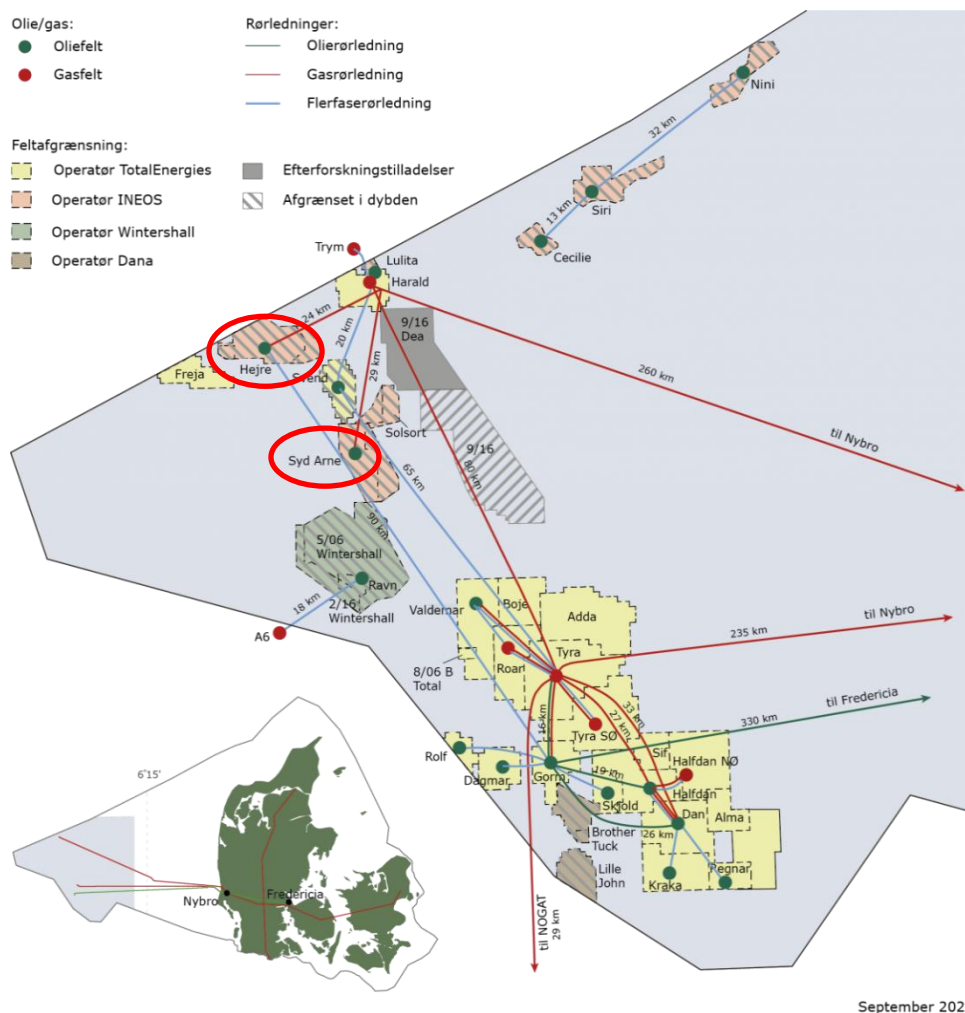 Olie/gas:
Oliefelt
Gasfelt
Rørledninger:
Olierørledning
Gasrørledning
Flerfaserørledning
Feltafgrænsning:
Operatør TotalEnergies
Operatør INEOS
Operatør Wintershall
Operatør Dana
Efterforskningstilladelser
Afgrænset i dybden
Nini
32 km
Siri
13 km
Cecilie
Trym
Lulita
Harald
24 km
20 km
29 km
9/16
Dea
Hejre
Freja
Svend
260 km
til Nybro
Solsort
Syd Arne
9/16
80 km
65 km
90 km
5/06
Wintershall
Ravn
18 km
2/16
Wintershall
A6
Valdemar
Boje
Adda
Tyra
Roar
8/06 B
Total
til Nybro
235 km
til Fredericia
330 km
16 km
27 km
33 km
Tyra SØ
Rolf
Dagmar
Gorm
Sif
Halfdan NØ
19 km
Halfdan
Skjold
Dan
Alma
Brother
Tuck
26 km
Lille
John
Kraka
Regnar
til NOGAT
29 km
6°15'
Nybro
Fredericia
September 202